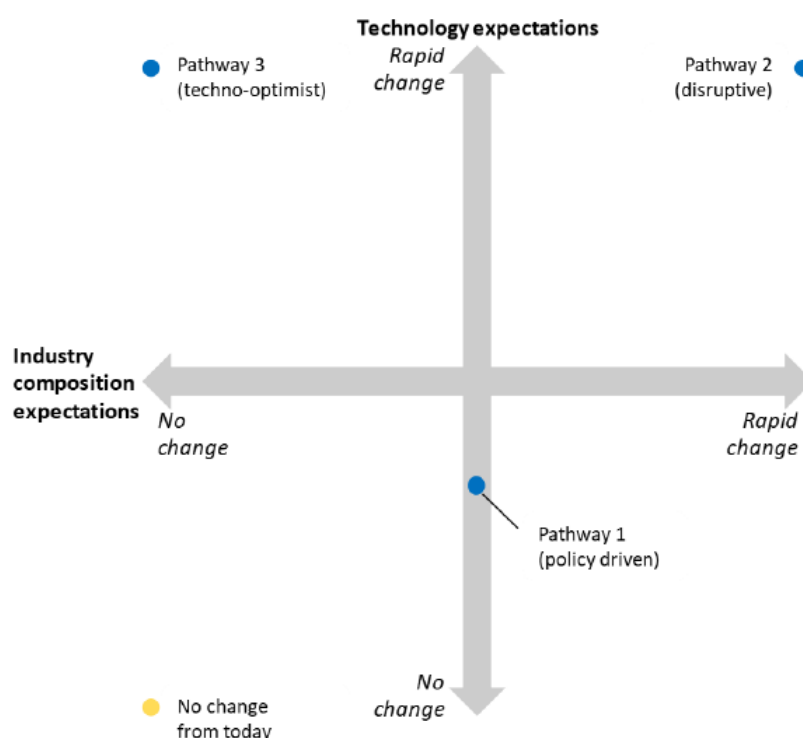 Technology expectations
Rapid
change
Pathway 3
(techno-optimist)
Pathway 2
(disruptive)
Industry
composition
expectations
No
change
Rapid
change
Pathway 1
(policy driven)
No
change
No change
from today